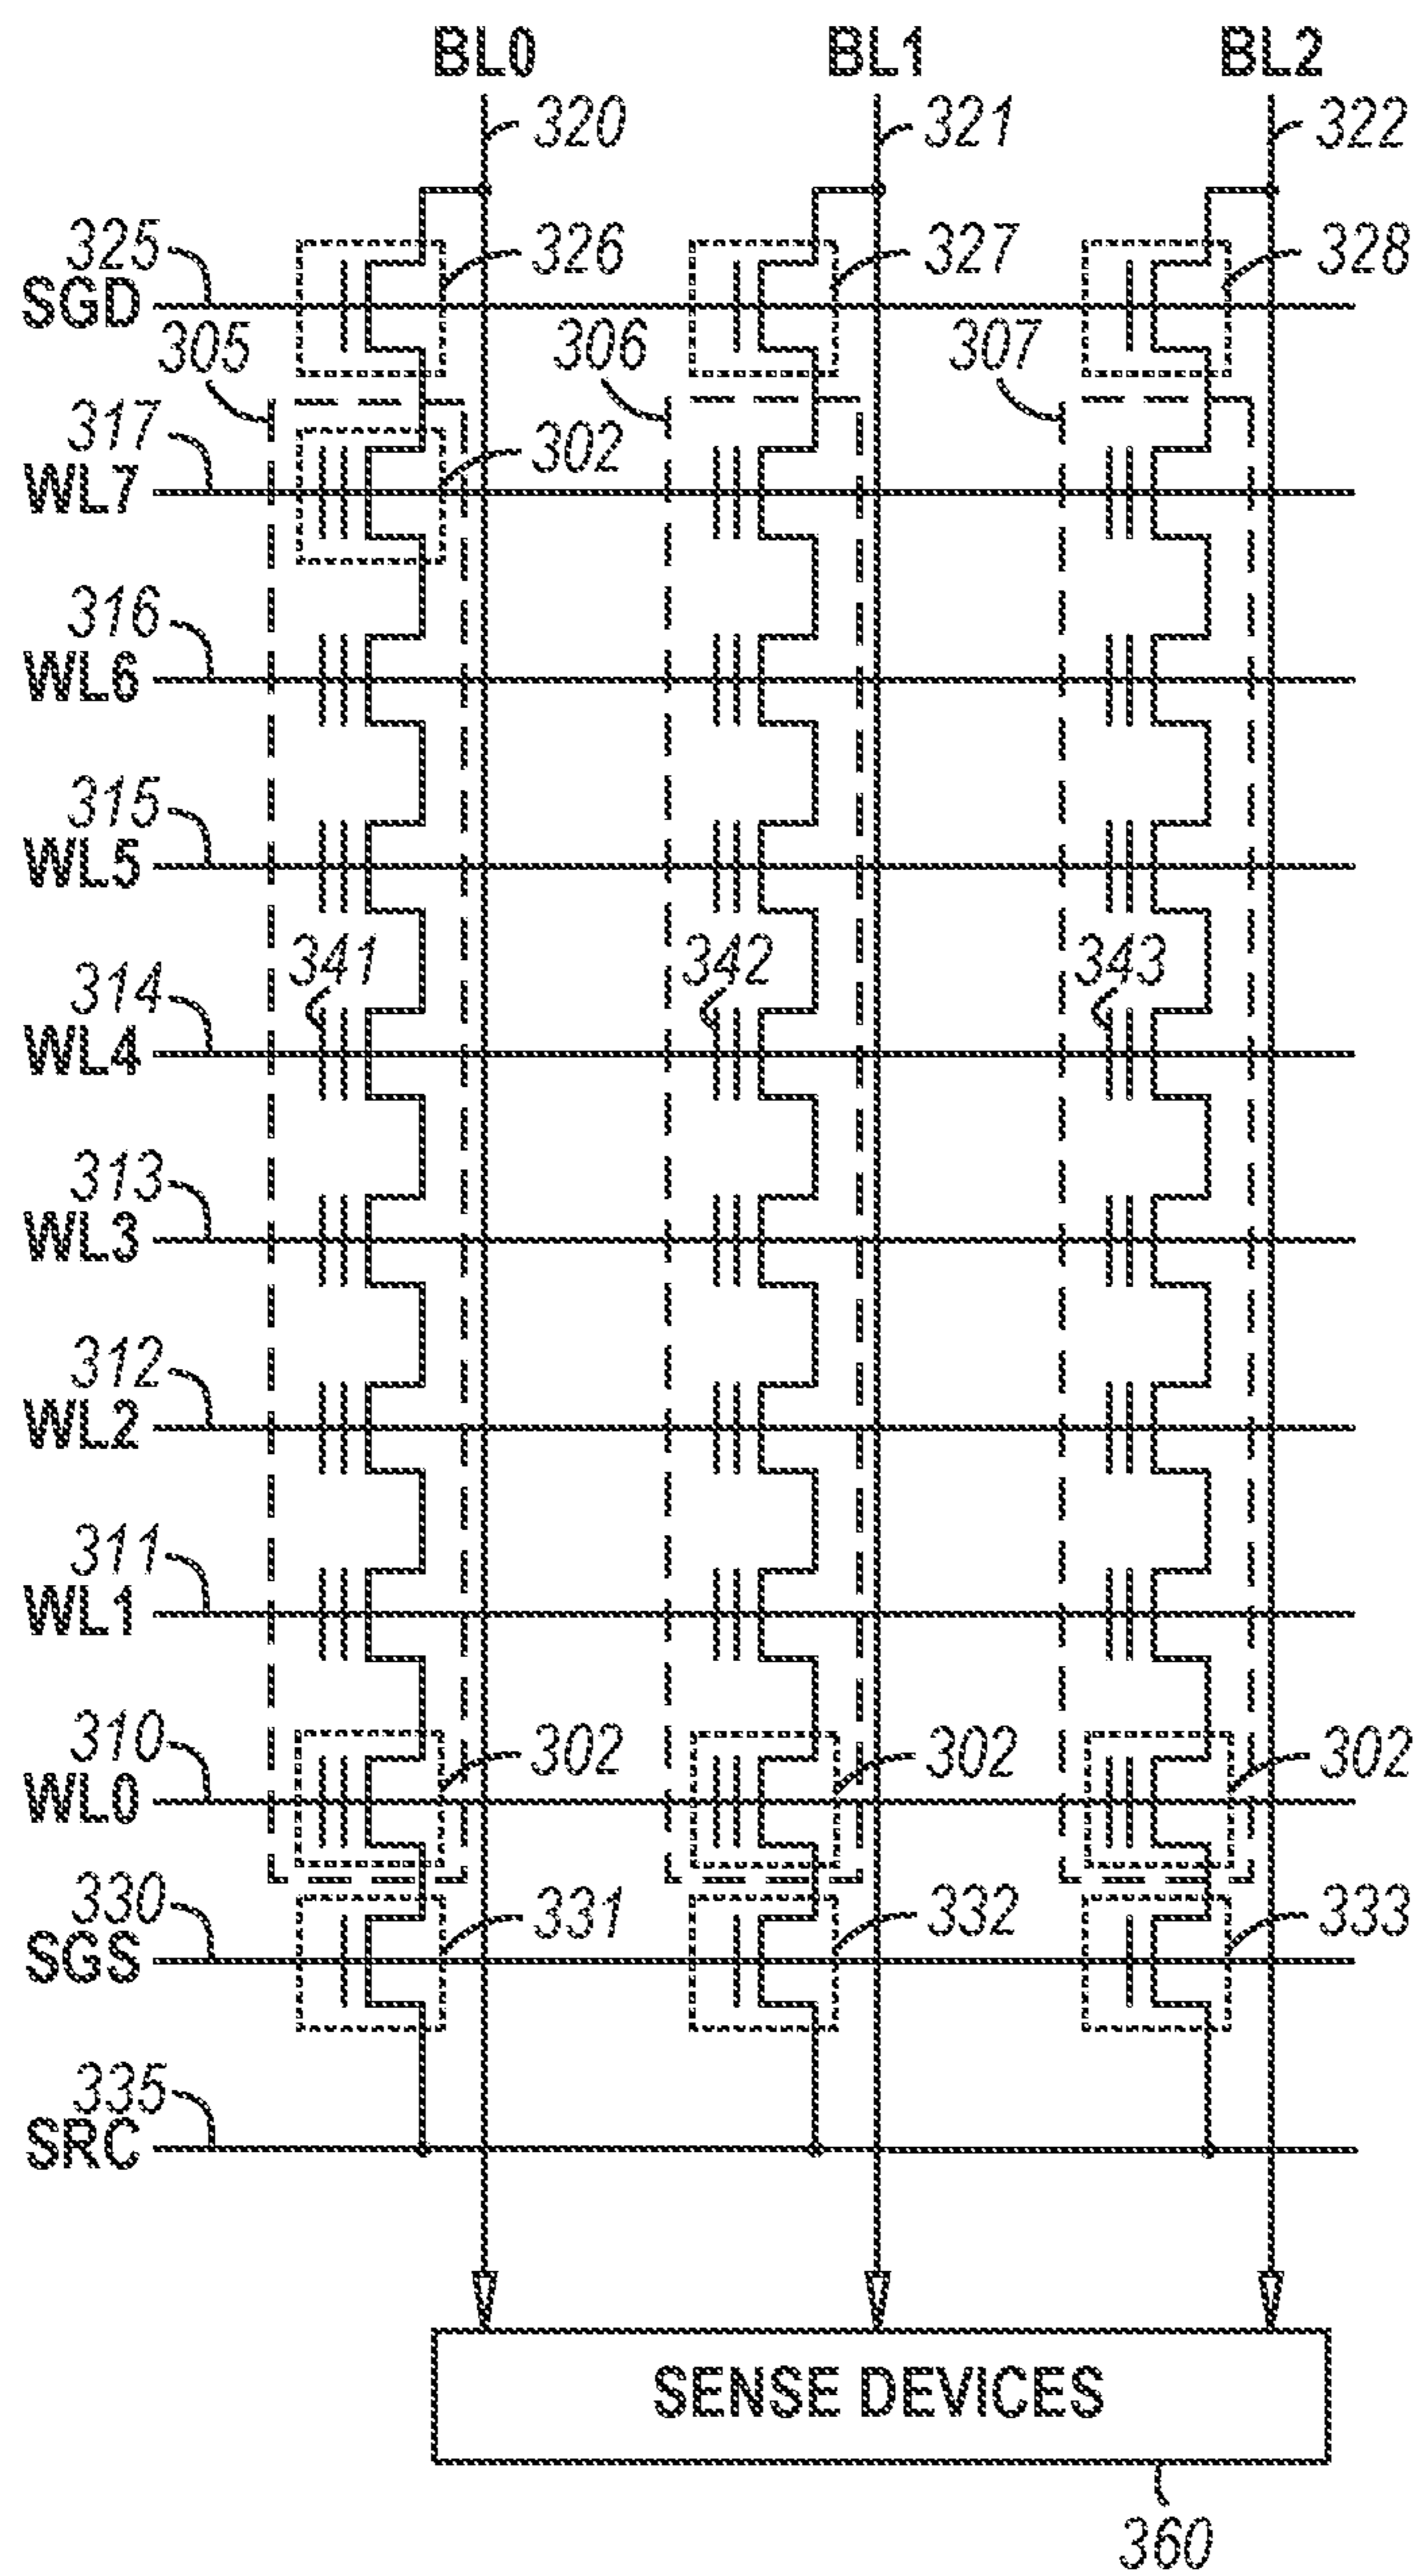 BL0 BL1 BL2
320 321 322
325 326 327 328
SGD
305 306 307
317 302
WL7
316
WL6
315
WL5
341 342 343
314
WL4
313
WL3
312
WL2
311
WL1
310 302 302 302
WL0
330 331 332 333
SGS
335
SRC
SENSE DEVICES
360